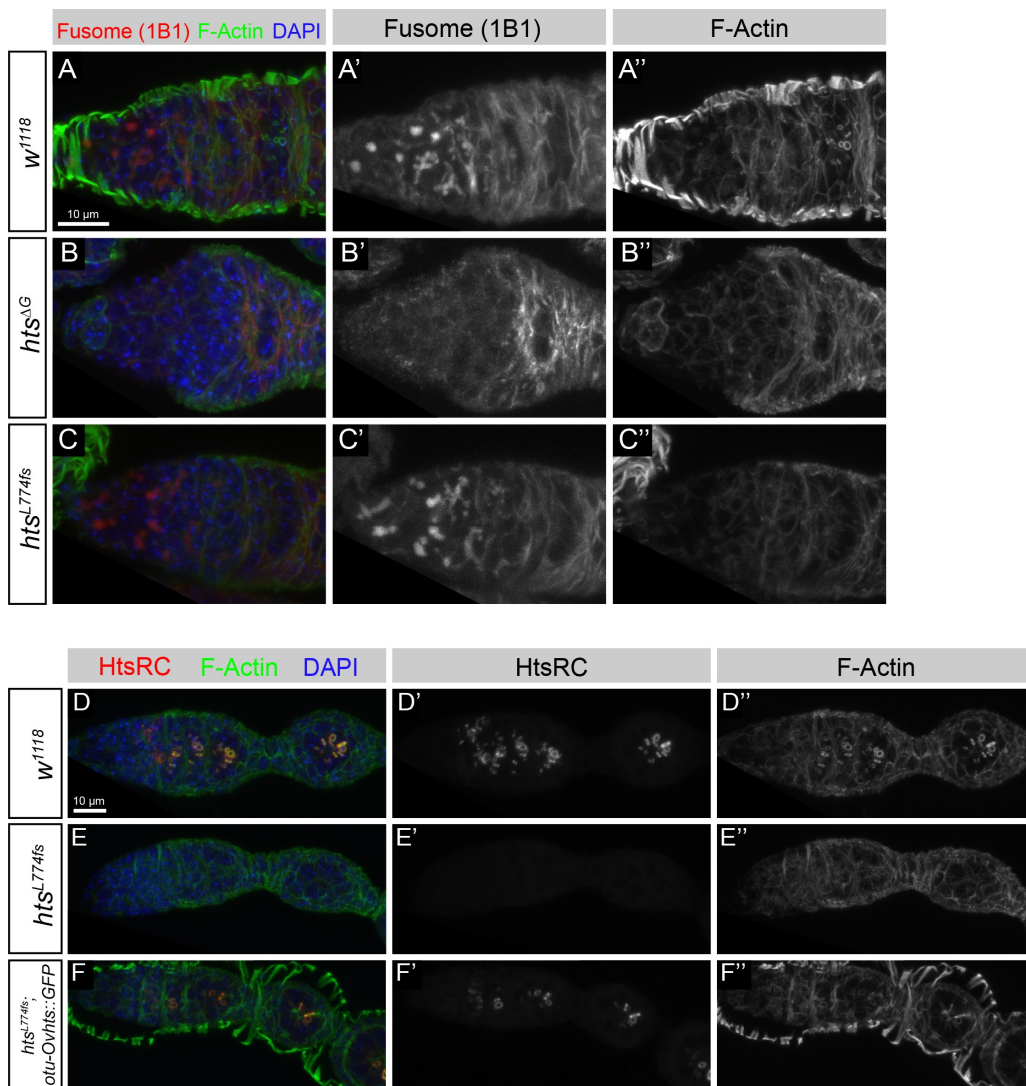 Fusome (1B1) F-Actin DAPI
Fusome (1B1)
F-Actin
w1118
A
A’
A’’
10 µm
htsΔG
B
B’
B’’
htsL774fs
C
C’
C’’
HtsRC F-Actin DAPI
HtsRC
F-Actin
w1118
D
D’
D’’
10 µm
htsL774fs
E
E’
E’’
htsL774fs;
otu-Ovhts::GFP
F
F’
F’’